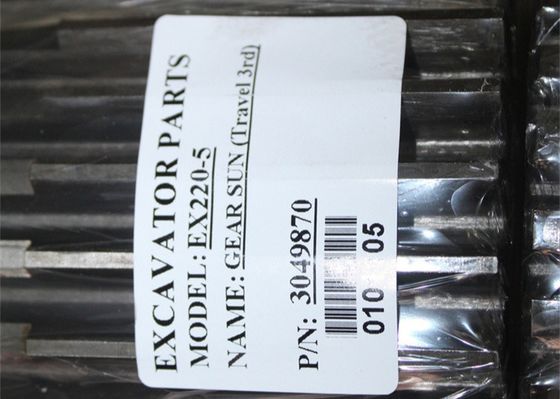 EXCAVATOR PARTS
MODEL: EX220-5
NAME: GEAR SUN (Travel 3rd)
P/N: 3049870
010 05